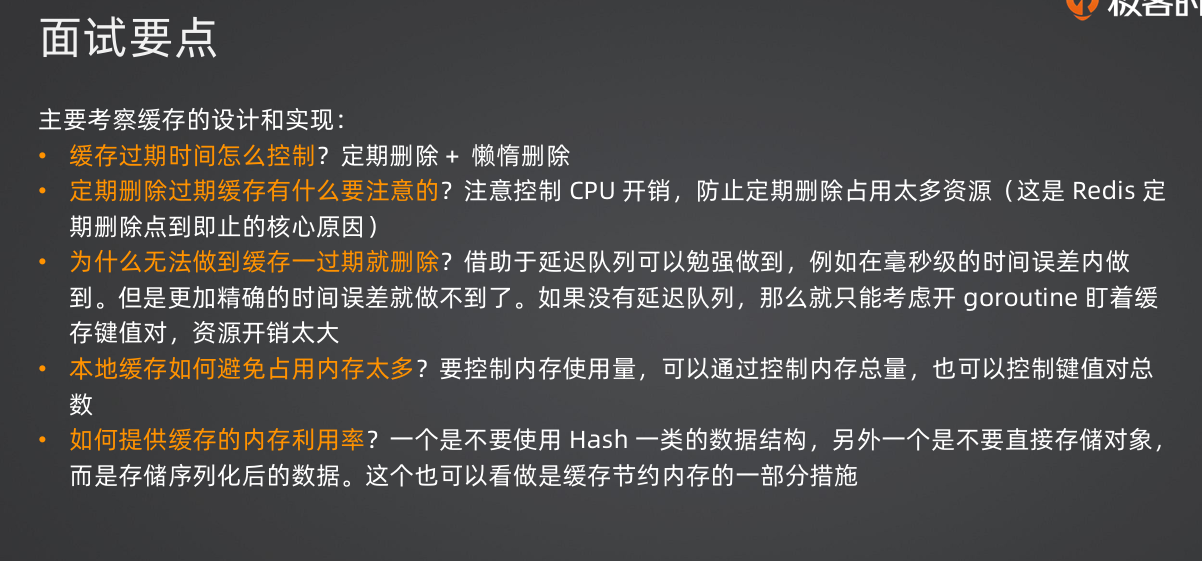 极客时
面试要点
主要考察缓存的设计和实现：
• 缓存过期时间怎么控制？定期删除 + 懒惰删除
• 定期删除过期缓存有什么要注意的？注意控制 CPU 开销，防止定期删除占用太多资源（这是 Redis 定
期删除点到即止的核心原因）
• 为什么无法做到缓存一过期就删除？借助于延迟队列可以勉强做到，例如在毫秒级的时间误差内做
到。但是更加精确的时间误差就做不到了。如果没有延迟队列，那么就只能考虑开 goroutine 盯着缓
存键值对，资源开销太大
• 本地缓存如何避免占用内存太多？要控制内存使用量，可以通过控制内存总量，也可以控制键值对总
数
• 如何提供缓存的内存利用率？一个是不要使用 Hash 一类的数据结构，另外一个是不要直接存储对象，
而是存储序列化后的数据。这个也可以看做是缓存节约内存的一部分措施